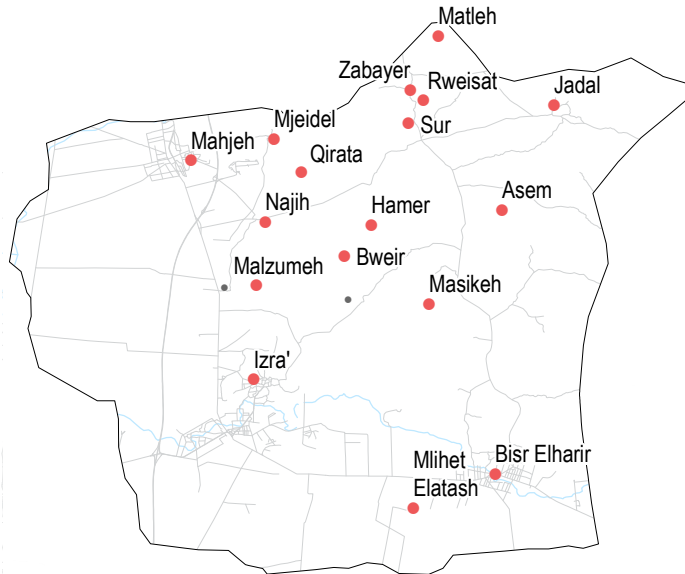 Matleh
Zabayer
Rweisat
Jadal
Sur
Mjeidel
Mahjeh
Qirata
Asem
Najih
Hamer
Bweir
Malzumeh
Masikeh
Izra'
Mlihet
Elatash
Bisr Elharir